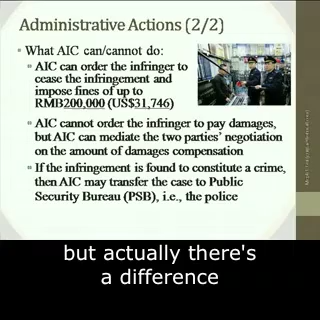 Administrative Actions (2/2)
• What AIC can/cannot do:
AIC can order the infringer to
cease the infringement and
impose fines of up to
RMB200,000 (US$31,746)
AIC cannot order the infringer to pay damages,
but AIC can mediate the two parties' negotiation
on the amount of damages compensation
If the infringement is found to constitute a crime,
then AIC may transfer the case to Public
Security Bureau (PSB), i.e., the police
but actually there's
a difference